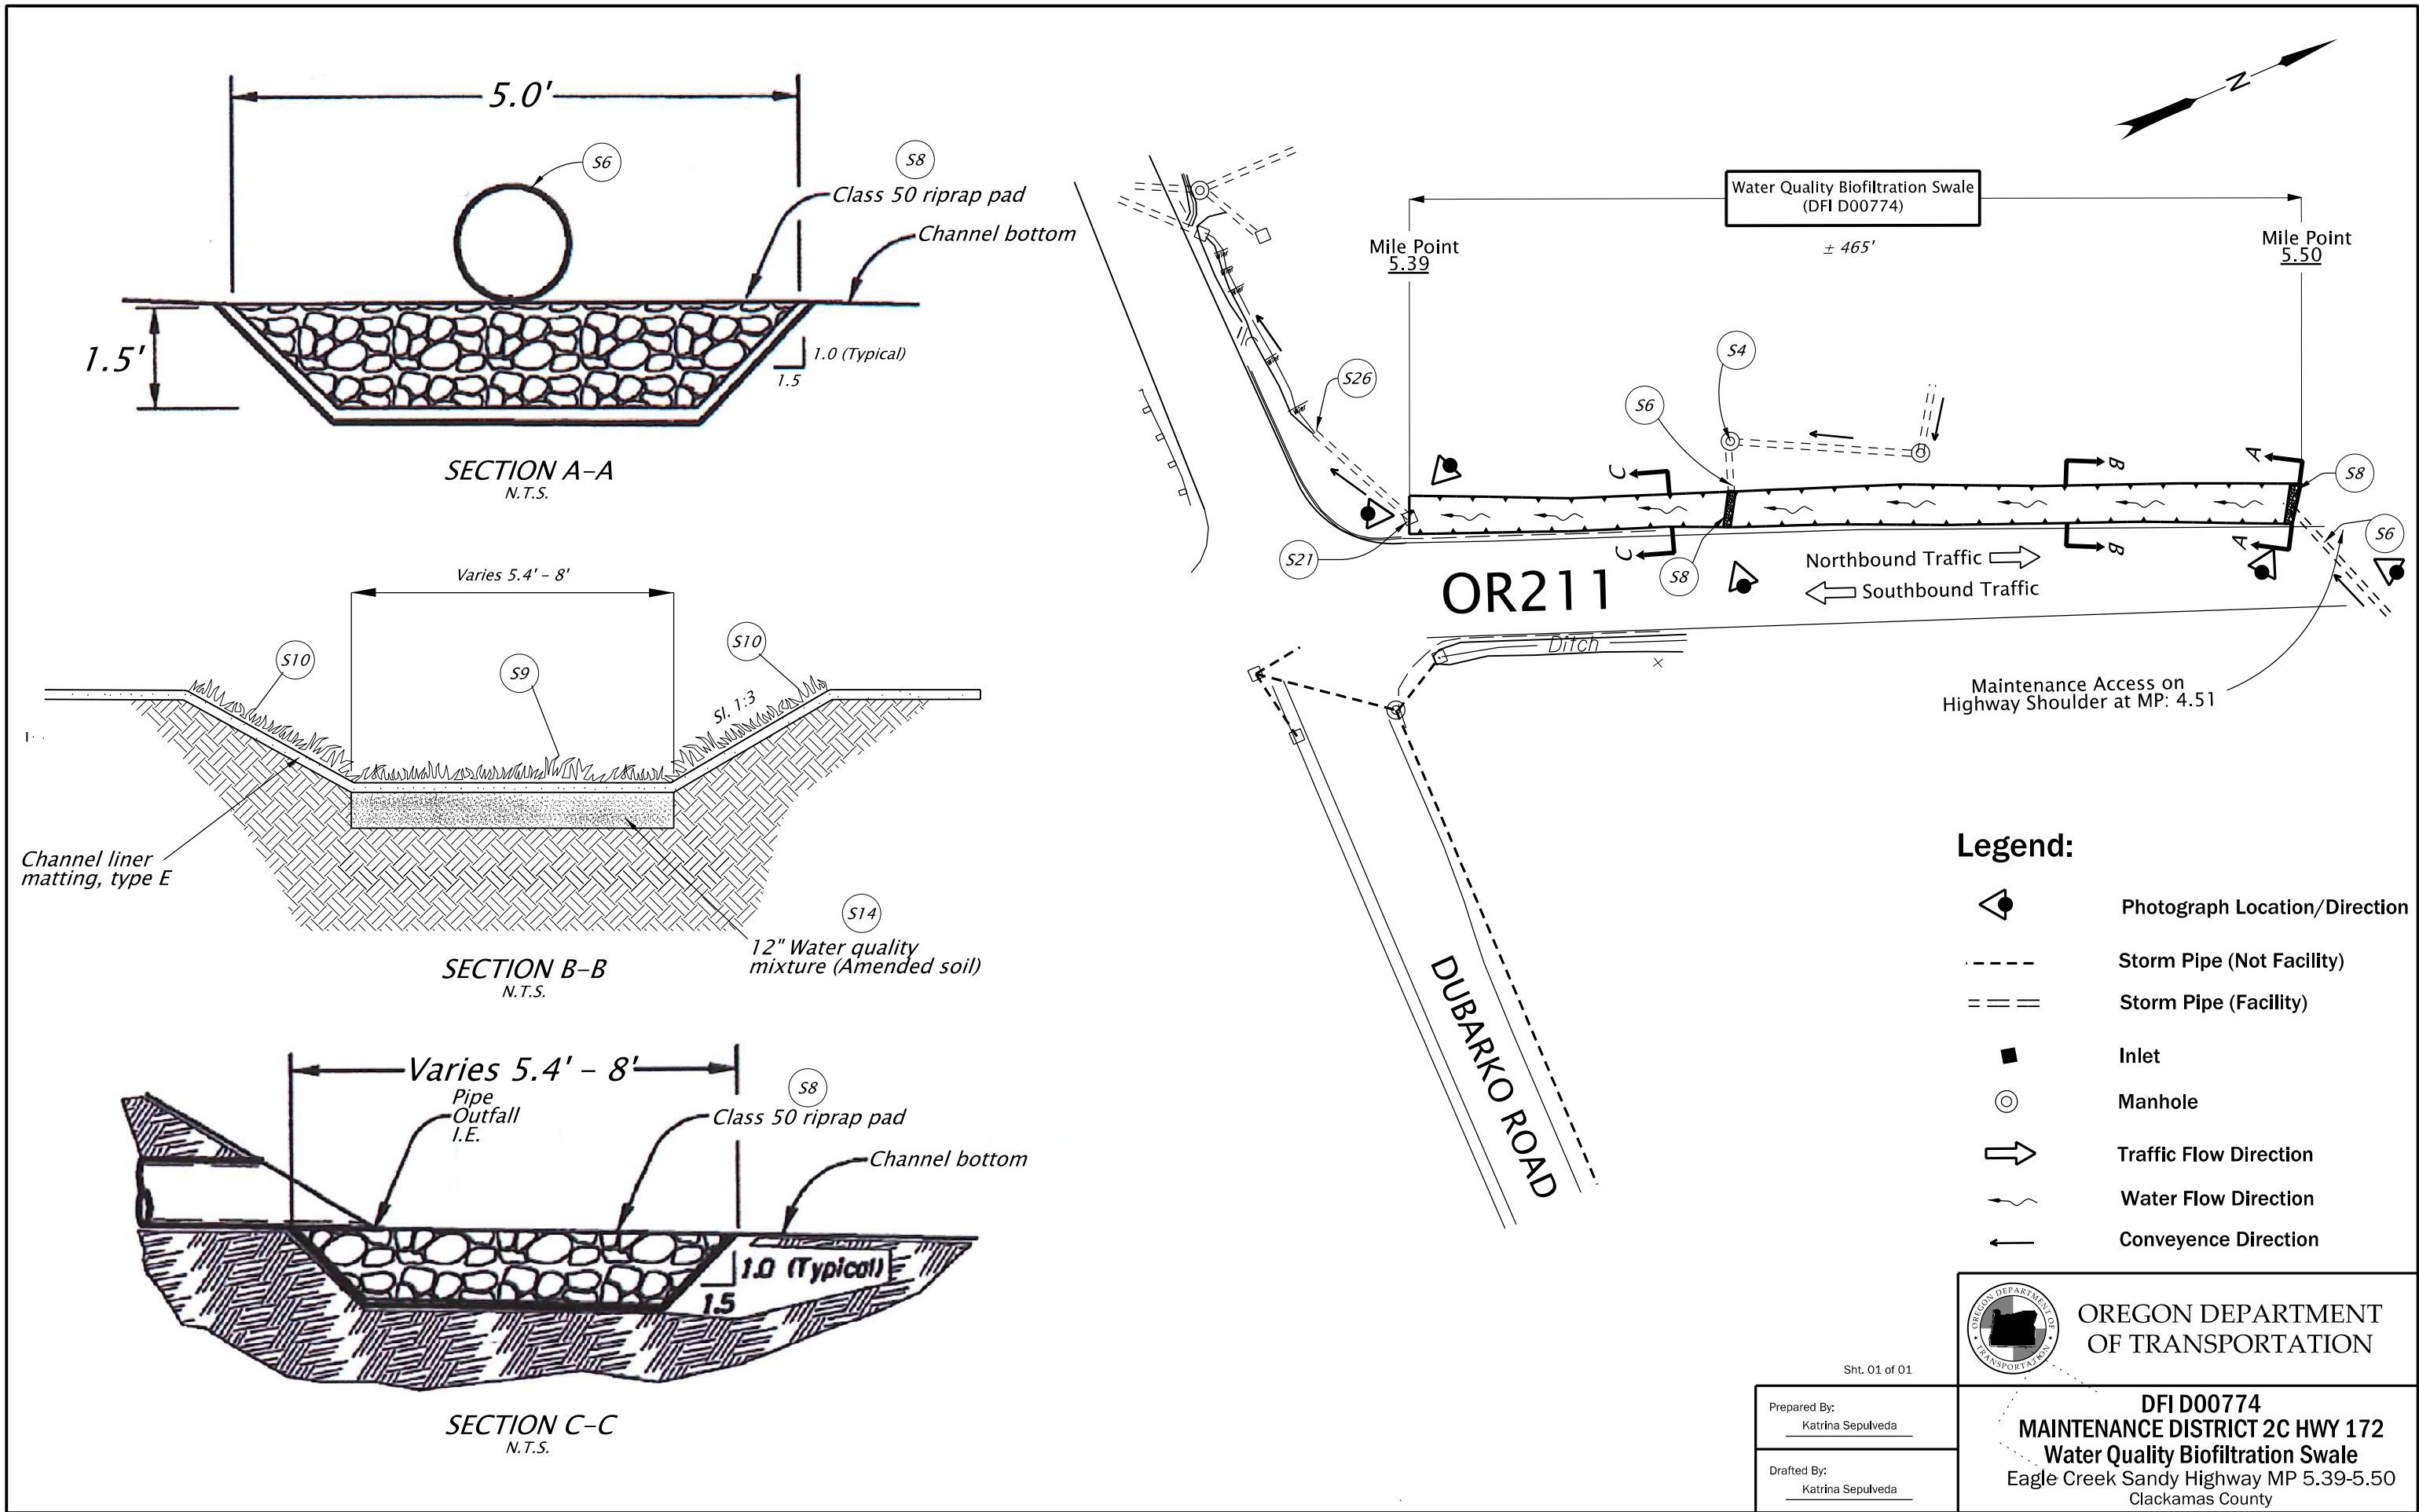 5.0'
S6
S8
Class 50 riprap pad
Channel bottom
1.5'
1.0 (Typical)
1.5
SECTION A-A
N.T.S.
Varies 5.4' - 8'
S10
S9
S10
Sl. 1:3
Channel liner
matting, type E
S14
12" Water quality
mixture (Amended soil)
SECTION B-B
N.T.S.
Varies 5.4' - 8'
Pipe
Outfall
I.E.
S8
Class 50 riprap pad
Channel bottom
1.0 (Typical)
1.5
SECTION C-C
N.T.S.
N
Water Quality Biofiltration Swale
(DFI D00774)
± 465'
Mile Point
5.39
Mile Point
5.50
S26
S4
S6
C
B
A
S8
S21
C
S8
B
A
S6
Northbound Traffic
Southbound Traffic
OR211
Ditch
Maintenance Access on
Highway Shoulder at MP: 4.51
DUBARKO ROAD
Legend:
Photograph Location/Direction
Storm Pipe (Not Facility)
Storm Pipe (Facility)
Inlet
Manhole
Traffic Flow Direction
Water Flow Direction
Conveyence Direction
Sht. 01 of 01
OREGON DEPARTMENT OF TRANSPORTATION
OREGON DEPARTMENT
OF TRANSPORTATION
Prepared By:
Katrina Sepulveda
Drafted By:
Katrina Sepulveda
DFI D00774
MAINTENANCE DISTRICT 2C HWY 172
Water Quality Biofiltration Swale
Eagle Creek Sandy Highway MP 5.39-5.50
Clackamas County